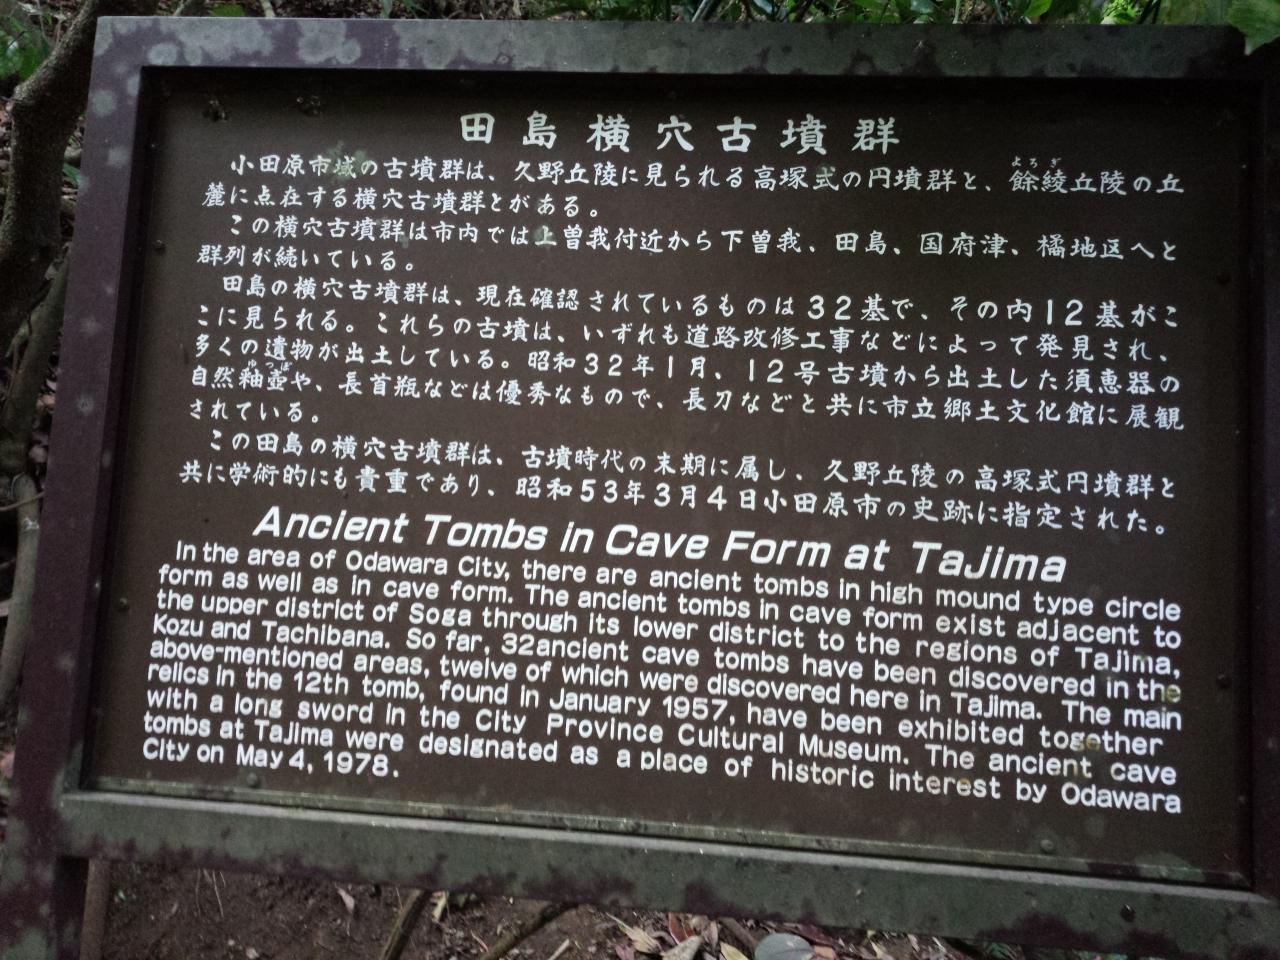 田島横穴古墳群
小田原市域の古墳群は、久野丘陵に見られる高塚式の円墳群と、餘綾丘陵の丘
よろぎ
麓に点在する横穴古墳群とがある。
この横穴古墳群は市内では上曽我付近から下曽我、田島、国府津、橘地区へと
群列が続いている。
田島の横穴古墳群は、現在確認されているものは32基で、その内12基がこ
こに見られる。これらの古墳は、いずれも道路改修工事などによって発見され、
多くの遺物が出土している。昭和32年1月、12号古墳から出土した須恵器の
自然釉壺や、長首瓶などは優秀なもので、長刀などと共に市立郷土文化館に展観
ゆつぼ
されている。
この田島の横穴古墳群は、古墳時代の末期に属し、久野丘陵の高塚式円墳群と
共に学術的にも貴重であり、昭和53年3月4日小田原市の史跡に指定された。
Ancient Tombs in Cave Form at Tajima
In the area of Odawara City, there are ancient tombs in high mound type circle
form as well as in cave form. The ancient tombs in cave form exist adjacent to
the upper district of Soga through its lower district to the regions of Tajima,
Kozu and Tachibana. So far, 32ancient cave tombs have been discovered in the
above-mentioned areas, twelve of which were discovered here in Tajima. The main
relics in the 12th tomb, found in January 1957, have been exhibited together
with a long sword in the City Province Cultural Museum. The ancient cave
tombs at Tajima were designated as a place of historic interest by Odawara
City on May 4, 1978.